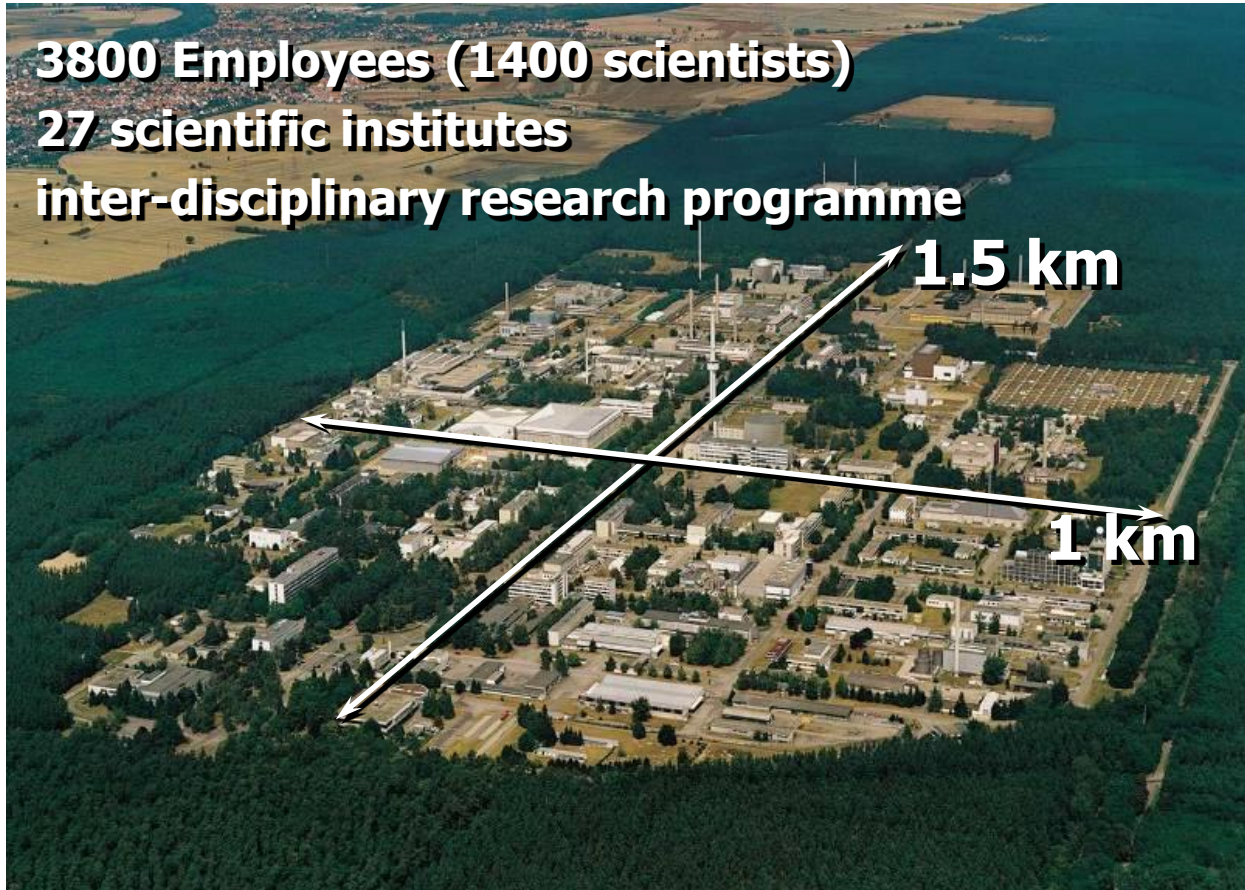 3800 Employees (1400 scientists)
27 scientific institutes
inter-disciplinary research programme
1.5 km
1 km